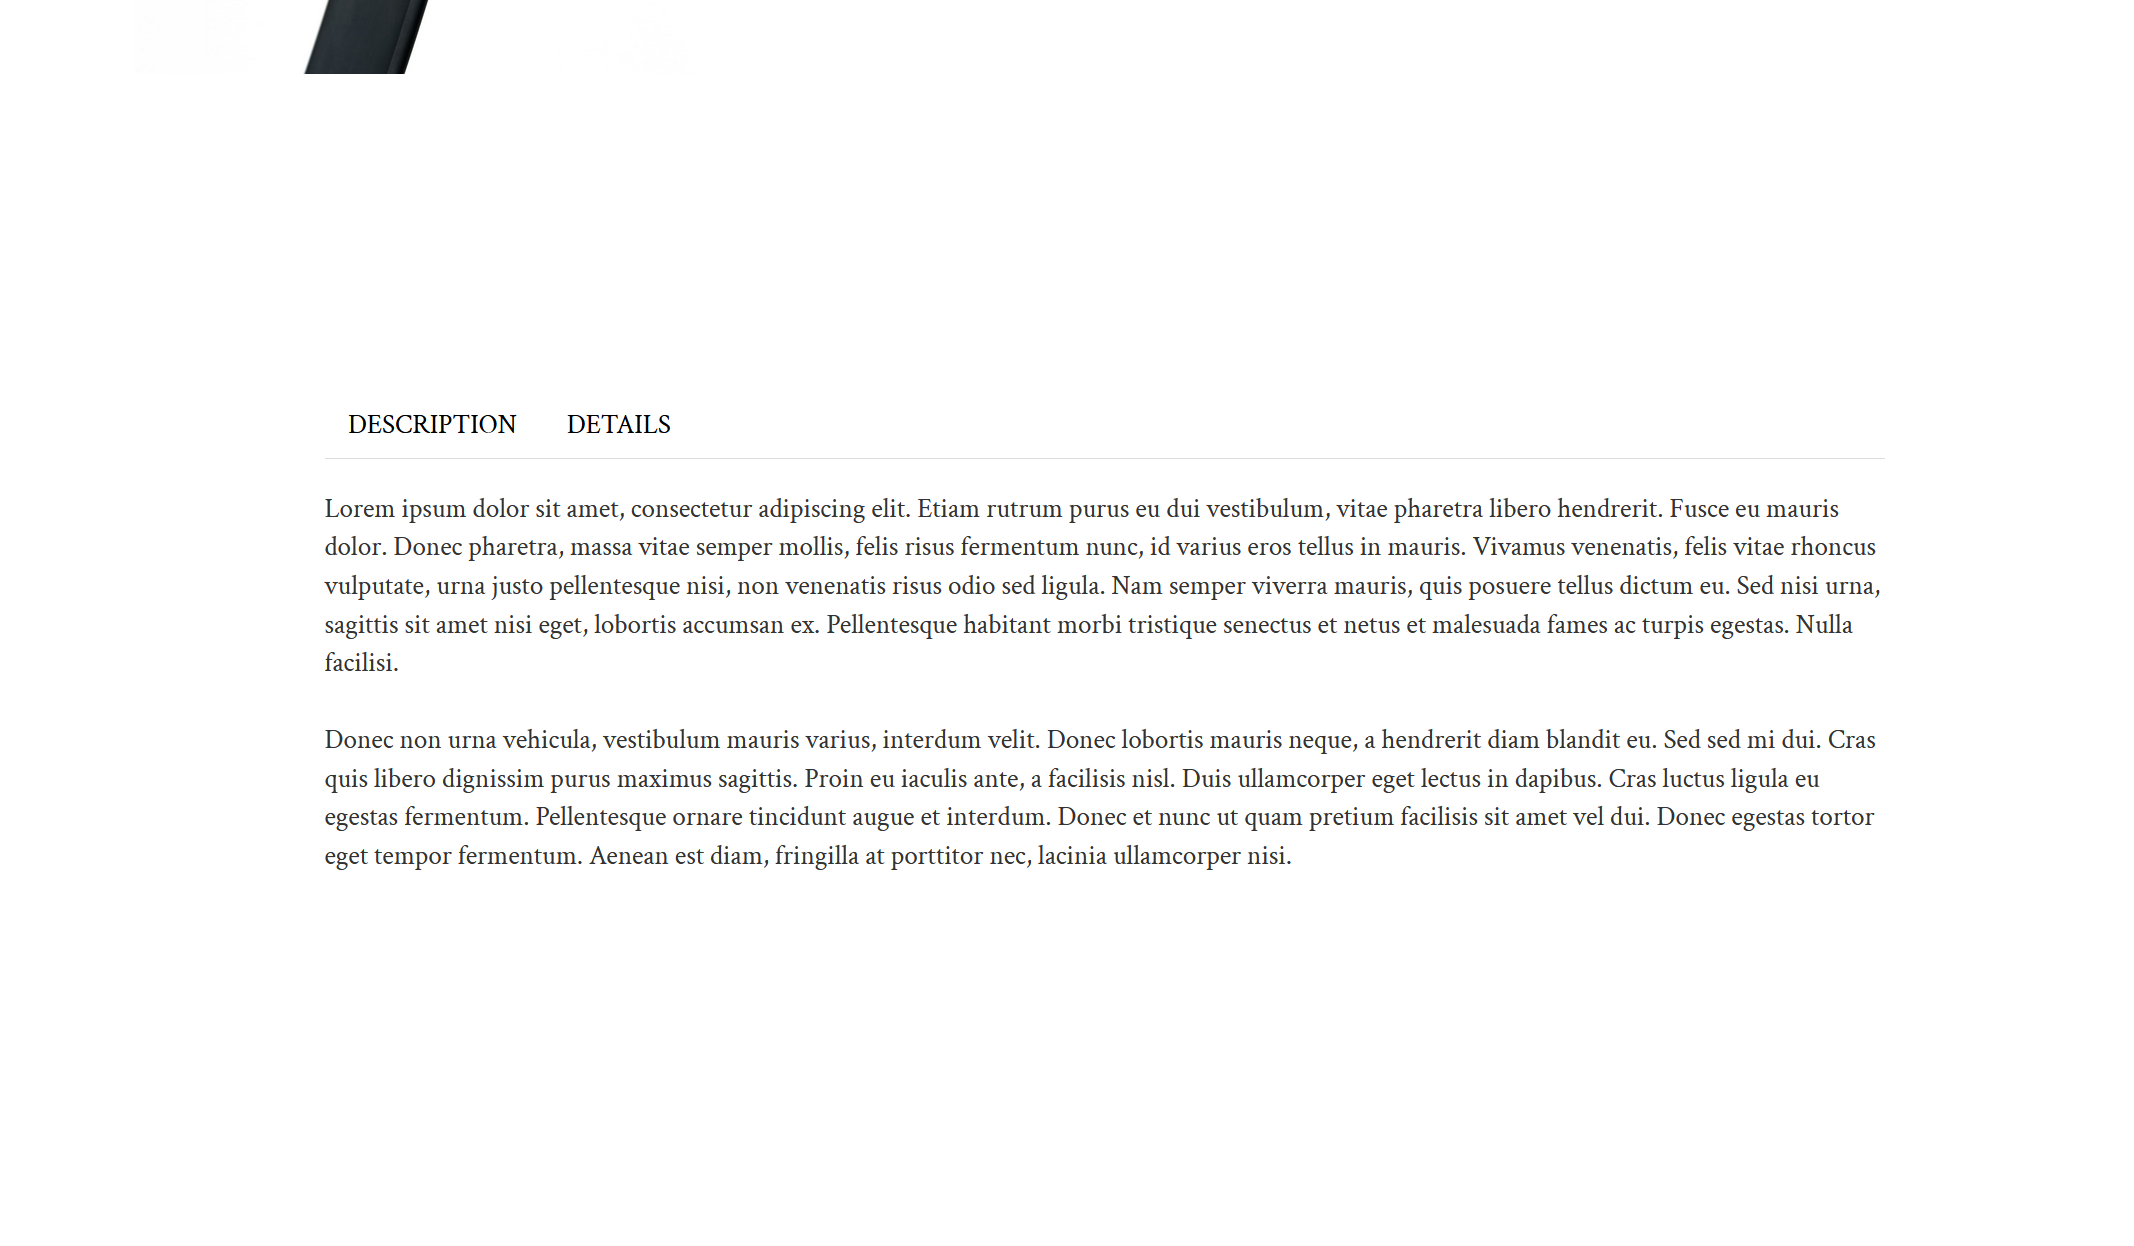 DESCRIPTION DETAILS
Lorem ipsum dolor sit amet, consectetur adipiscing elit. Etiam rutrum purus eu dui vestibulum, vitae pharetra libero hendrerit. Fusce eu mauris
dolor. Donec pharetra, massa vitae semper mollis, felis risus fermentum nunc, id varius eros tellus in mauris. Vivamus venenatis, felis vitae rhoncus
vulputate, urna justo pellentesque nisi, non venenatis risus odio sed ligula. Nam semper viverra mauris, quis posuere tellus dictum eu. Sed nisi urna,
sagittis sit amet nisi eget, lobortis accumsan ex. Pellentesque habitant morbi tristique senectus et netus et malesuada fames ac turpis egestas. Nulla
facilisi.
Donec non urna vehicula, vestibulum mauris varius, interdum velit. Donec lobortis mauris neque, a hendrerit diam blandit eu. Sed sed mi dui. Cras
quis libero dignissim purus maximus sagittis. Proin eu iaculis ante, a facilisis nisl. Duis ullamcorper eget lectus in dapibus. Cras luctus ligula eu
egestas fermentum. Pellentesque ornare tincidunt augue et interdum. Donec et nunc ut quam pretium facilisis sit amet vel dui. Donec egestas tortor
eget tempor fermentum. Aenean est diam, fringilla at porttitor nec, lacinia ullamcorper nisi.